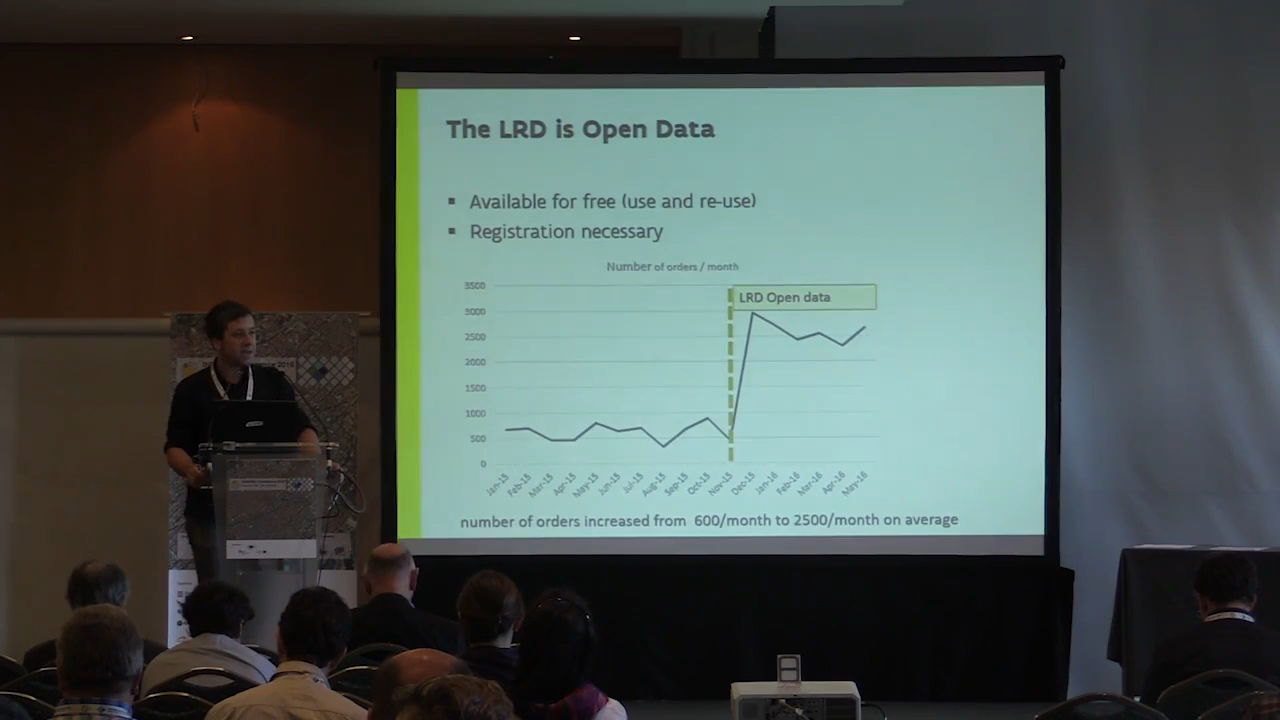 The LRD is Open Data
▪ Available for free (use and re-use)
▪ Registration necessary
Number of orders / month
LRD Open data
3500
3000
2500
2000
1500
1000
500
0
Jan-15 Feb-15 Mar-15 Apr-15 May-15 Jun-15 Jul-15 Aug-15 Sep-15 Oct-15 Nov-15 Dec-15 Jan-16 Feb-16 Mar-16 Apr-16 May-16
number of orders increased from 600/month to 2500/month on average